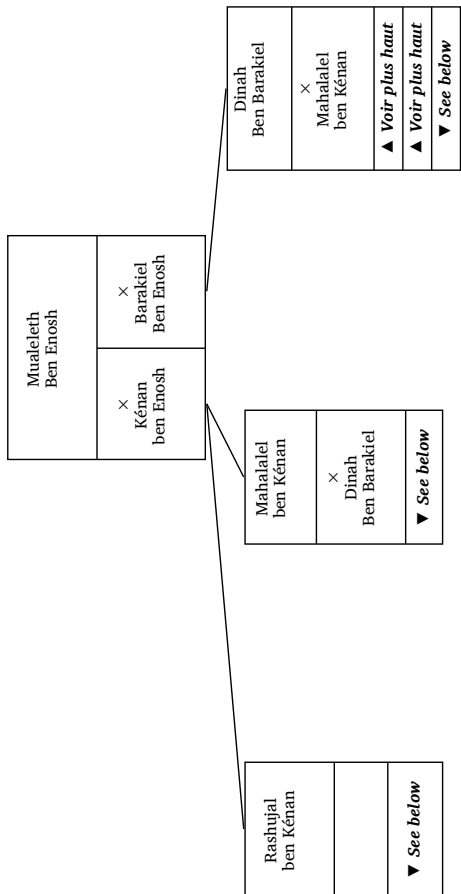 Mualeleth
Ben Enosh
×
Kénan
ben Enosh
×
Barakiel
Ben Enosh
Rashujal
ben Kénan
▼ See below
Mahalalel
ben Kénan
×
Dinah
Ben Barakiel
▼ See below
Dinah
Ben Barakiel
×
Mahalalel
ben Kénan
▲ Voir plus haut
▲ Voir plus haut
▼ See below